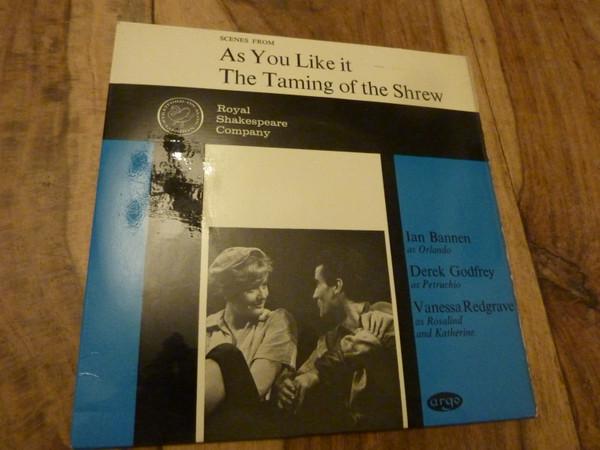 SCENES FROM
As You Like it
The Taming of the Shrew
Royal
Shakespeare
Company
Ian Bannen
as Orlando
Derek Godfrey
as Petruchio
Vanessa Redgrave
as Rosalind
and Katherine
argo